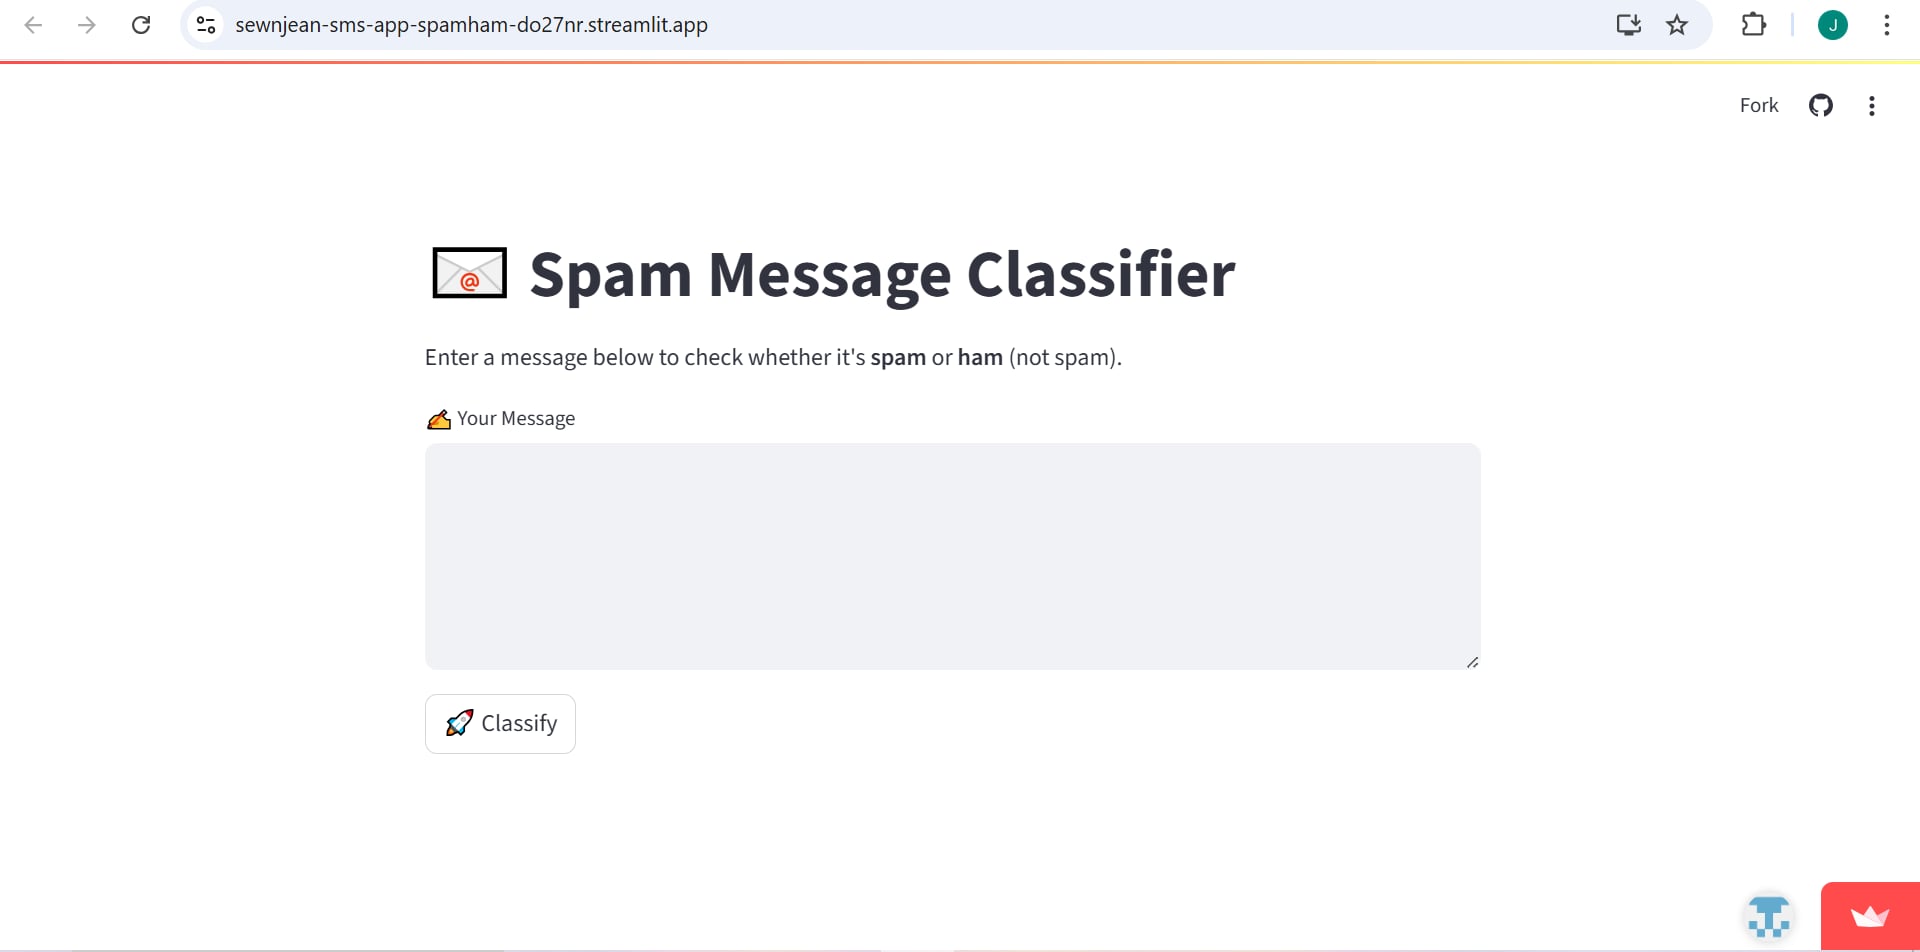 sewnjean-sms-app-spamham-do27nr.streamlit.app
J
Fork
@ Spam Message Classifier
Enter a message below to check whether it's spam or ham (not spam).
Your Message
Classify